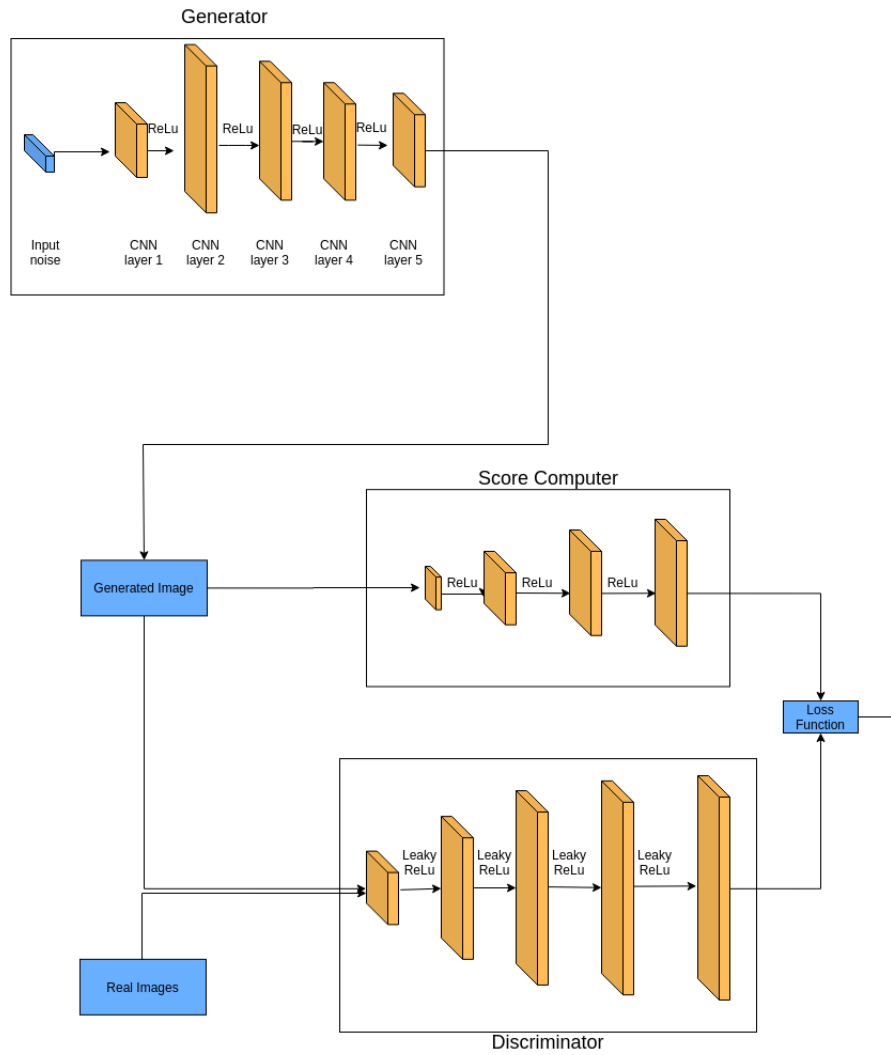 Generator
ReLu
ReLu
ReLu
ReLu
Input
noise
CNN
layer 1
CNN
layer 2
CNN
layer 3
CNN
layer 4
CNN
layer 5
Score Computer
Generated Image
ReLu
ReLu
ReLu
Loss
Function
Leaky
ReLu
Leaky
ReLu
Leaky
ReLu
Leaky
ReLu
Real Images
Discriminator